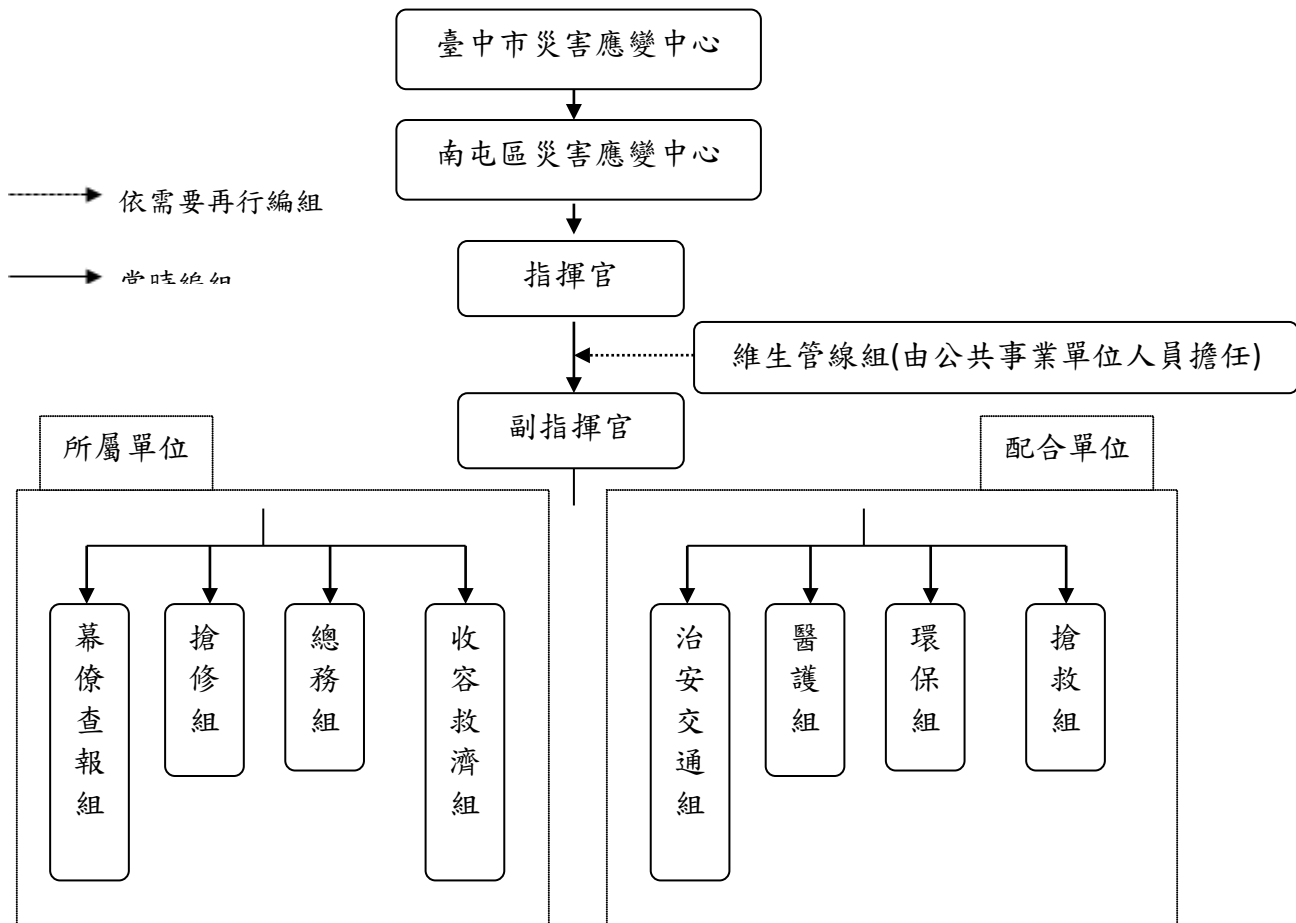 臺中市災害應變中心
南屯區災害應變中心
依需要再行編組
指揮官
常時編組
維生管線組(由公共事業單位人員擔任)
副指揮官
所屬單位
配合單位
幕僚查報組
搶修組
總務組
收容救濟組
治安交通組
醫護組
環保組
搶救組